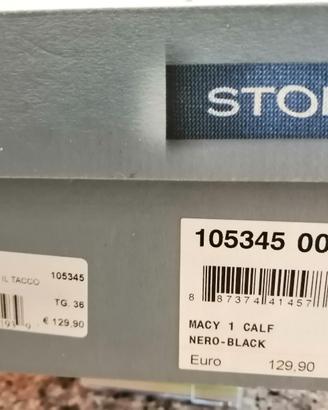 STO
105345 00
8 87374 41457
MACY 1 CALF
NERO-BLACK
Euro 129,90
IL TACCO 105345
TG. 36
€ 129,90